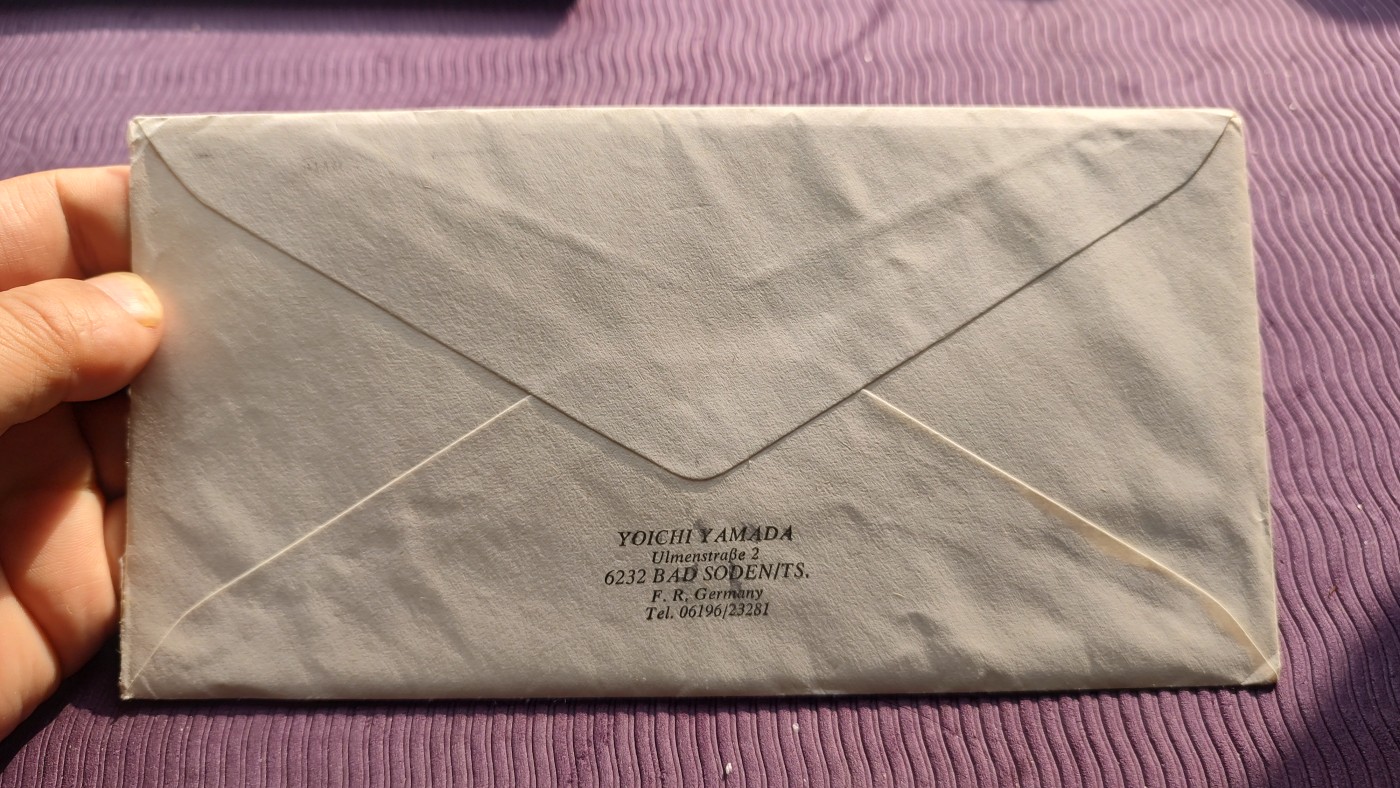 YOICHI YAMADA
Ulmenstraße 2
6232 BAD SODEN/TS.
F. R. Germany
Tel. 06196/23281